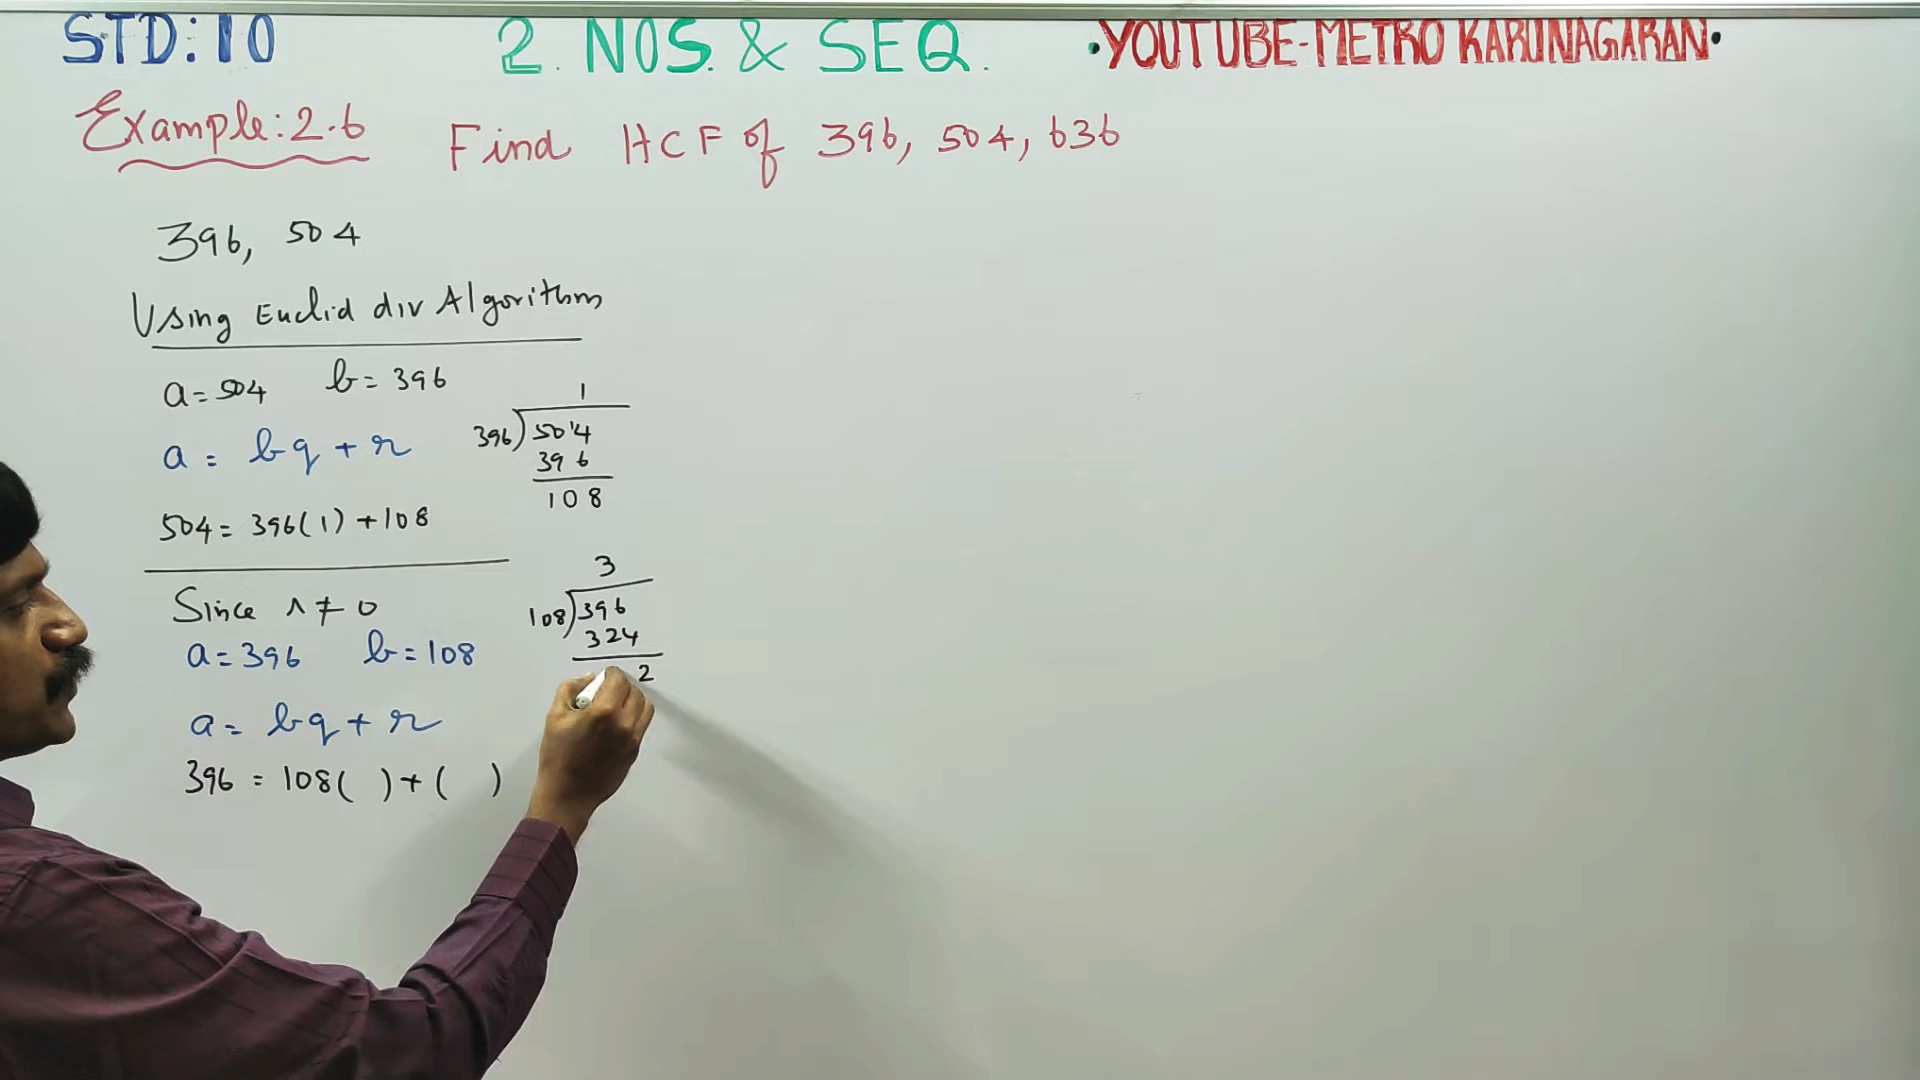 STD: 10 2. NOS. & SEQ. •YOUTUBE-METRO KARUNAGARAN•
Example: 2.6 Find HCF of 396, 504, 636
396, 504
Using Euclid div Algorithm
a = 504 b = 396
1
396) 504
396
108
a = bq + r
504 = 396(1) + 108
Since r ≠ 0
a = 396 b = 108
3
108) 396
324
2
a = bq + r
396 = 108( ) + ( )